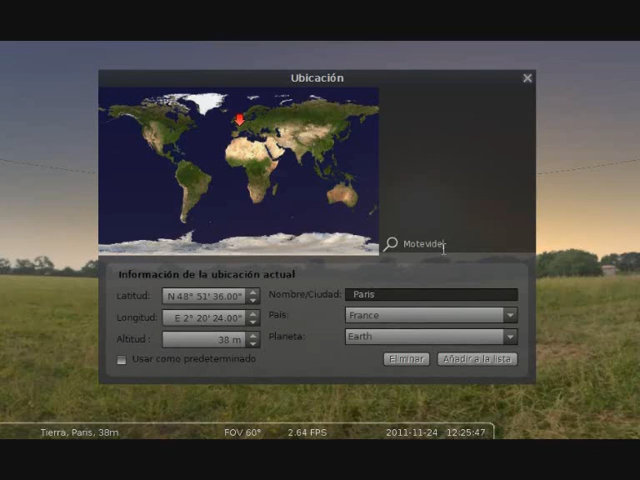 Ubicación
Motevide
Información de la ubicación actual
Latitud: N 48° 51' 36.00"
Nombre/Ciudad: Paris
Longitud: E 2° 20' 24.00"
País: France
Altitud : 38 m
Planeta: Earth
Usar como predeterminado
Eliminar
Añadir a la lista
Tierra, Paris, 38m FOV 60° 2.64 FPS 2011-11-24 12:25:47